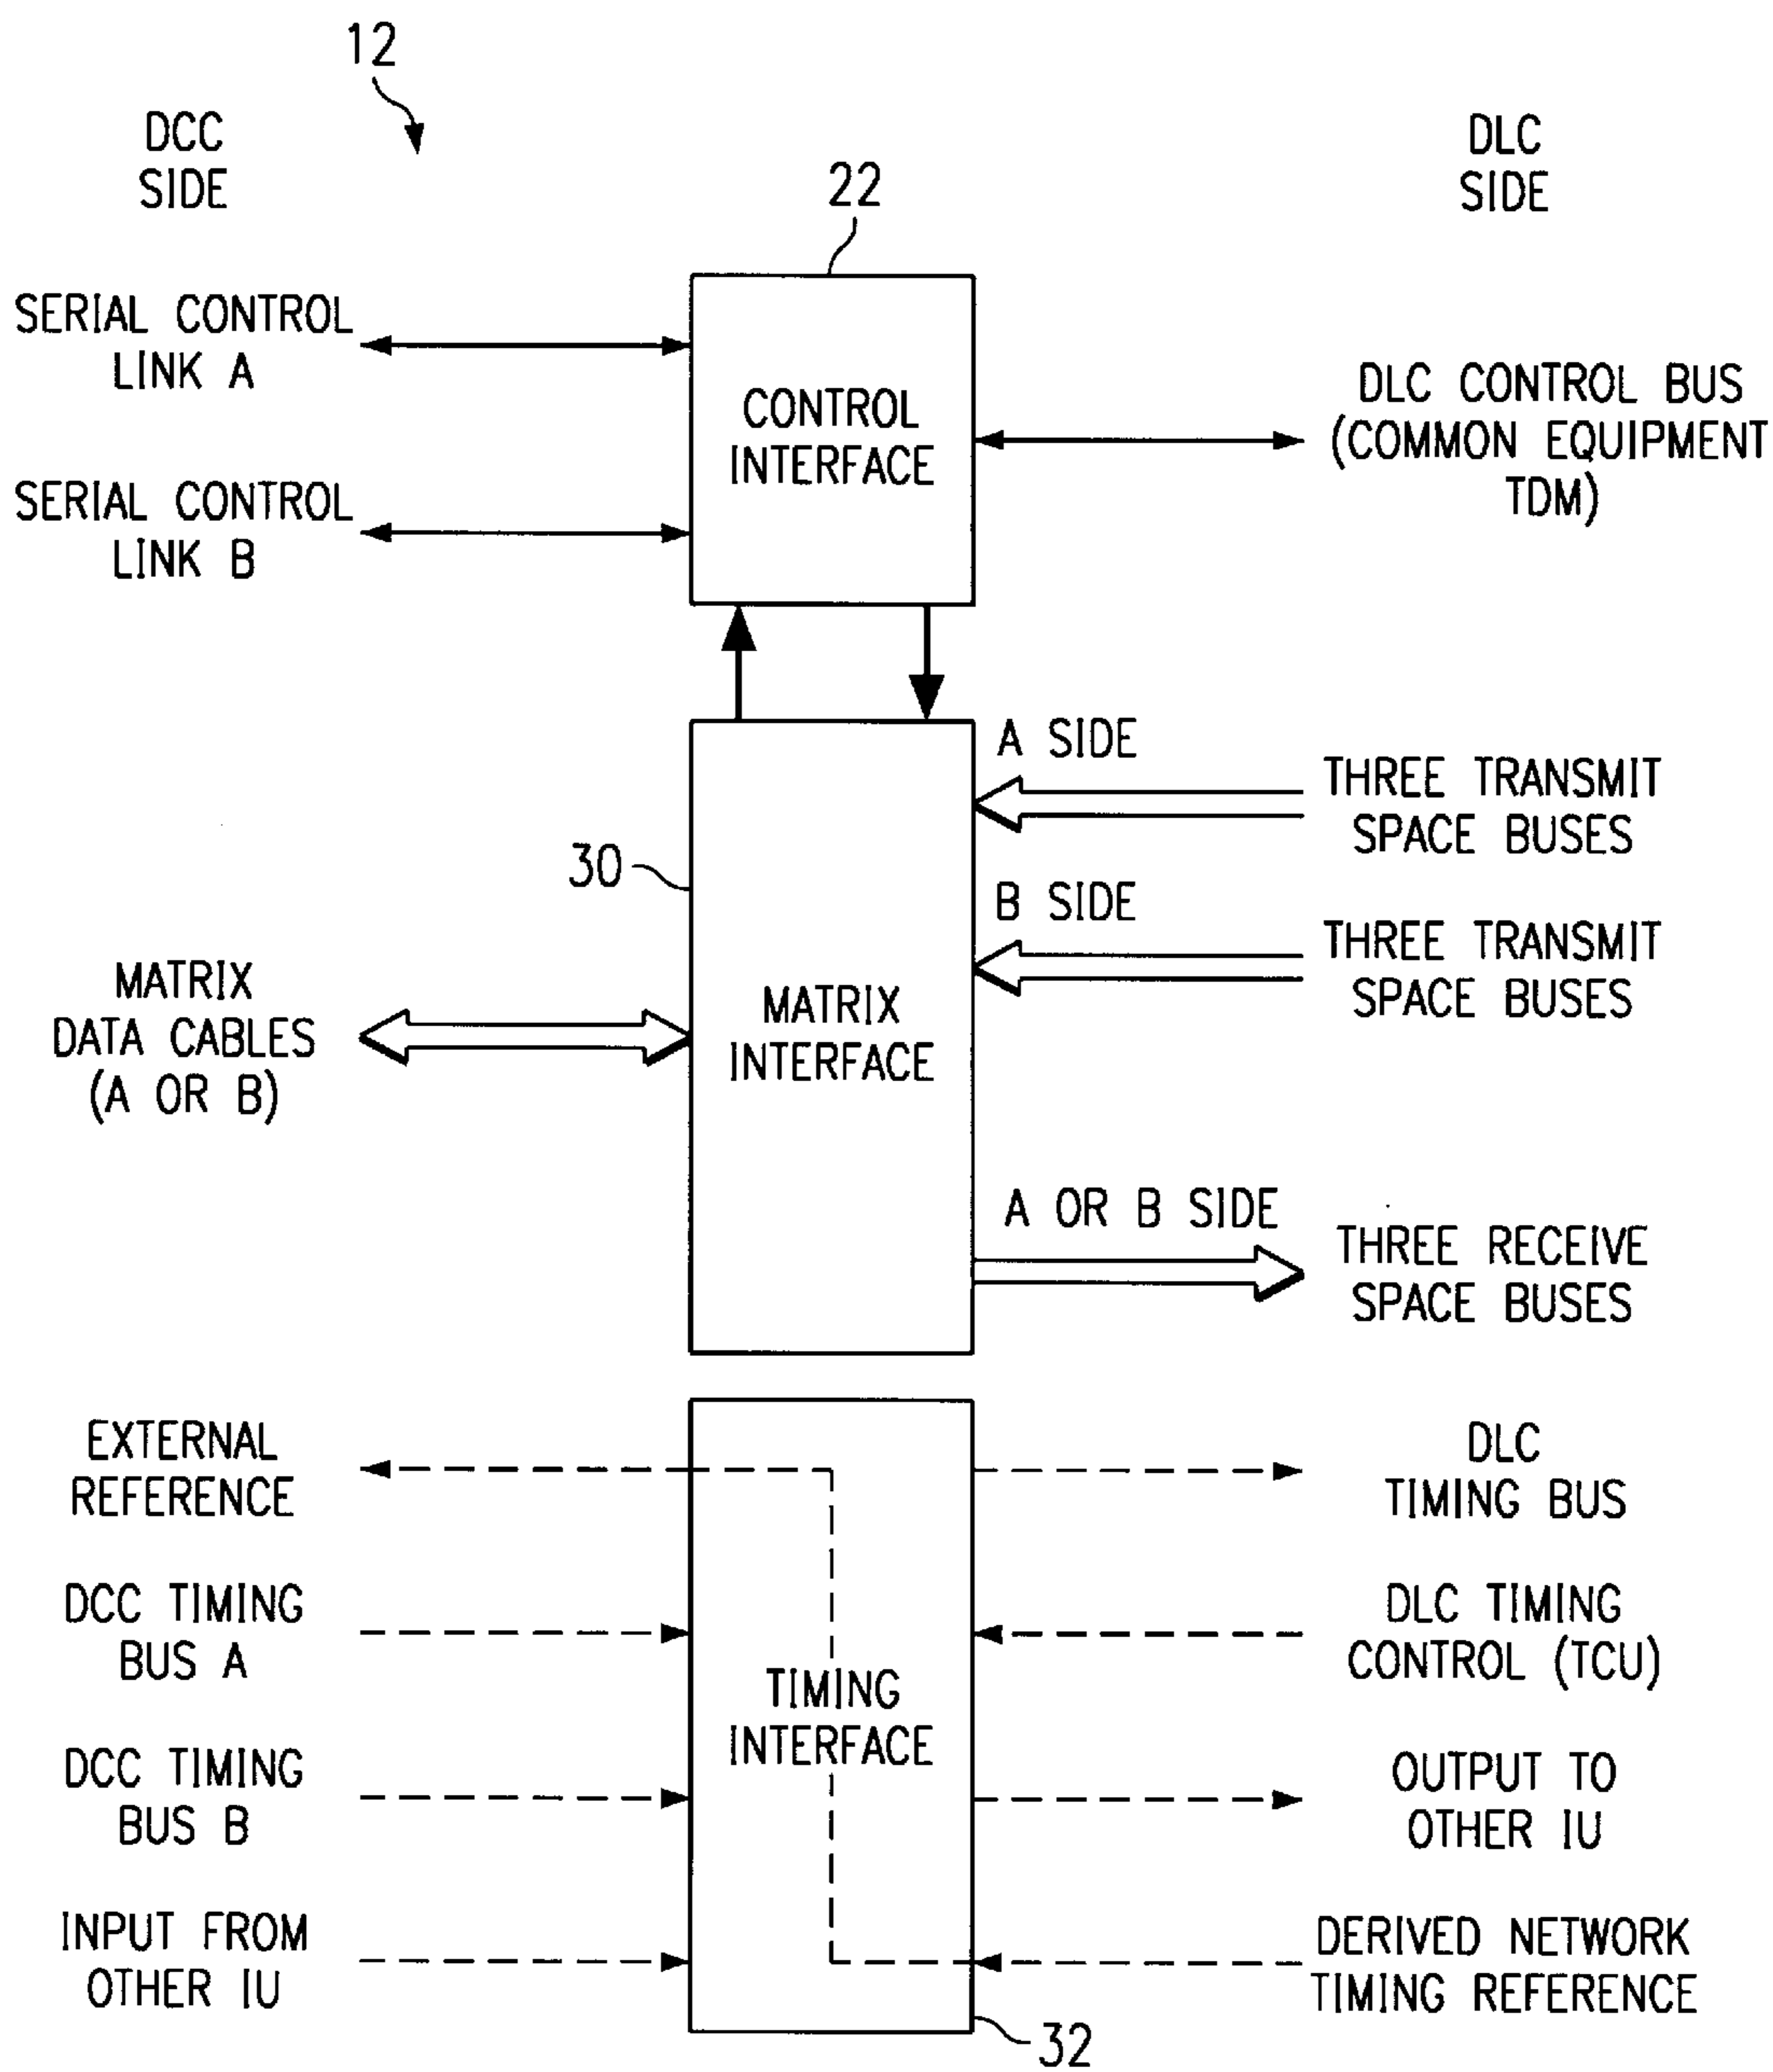 12
DCC
SIDE
DLC
SIDE
22
SERIAL CONTROL
LINK A
CONTROL
INTERFACE
DLC CONTROL BUS
(COMMON EQUIPMENT
TDM)
SERIAL CONTROL
LINK B
A SIDE
THREE TRANSMIT
SPACE BUSES
30
B SIDE
THREE TRANSMIT
SPACE BUSES
MATRIX
DATA CABLES
(A OR B)
MATRIX
INTERFACE
A OR B SIDE
THREE RECEIVE
SPACE BUSES
EXTERNAL
REFERENCE
DLC
TIMING BUS
DCC TIMING
BUS A
DLC TIMING
CONTROL (TCU)
TIMING
INTERFACE
DCC TIMING
BUS B
OUTPUT TO
OTHER IU
INPUT FROM
OTHER IU
DERIVED NETWORK
TIMING REFERENCE
32